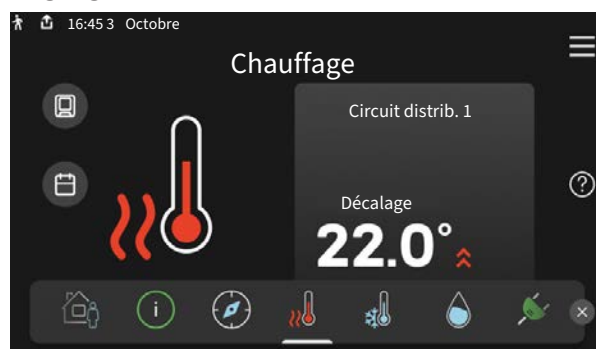 16:45 3 Octobre
Chauffage
Circuit distrib. 1
Décalage
22.0°
i
?